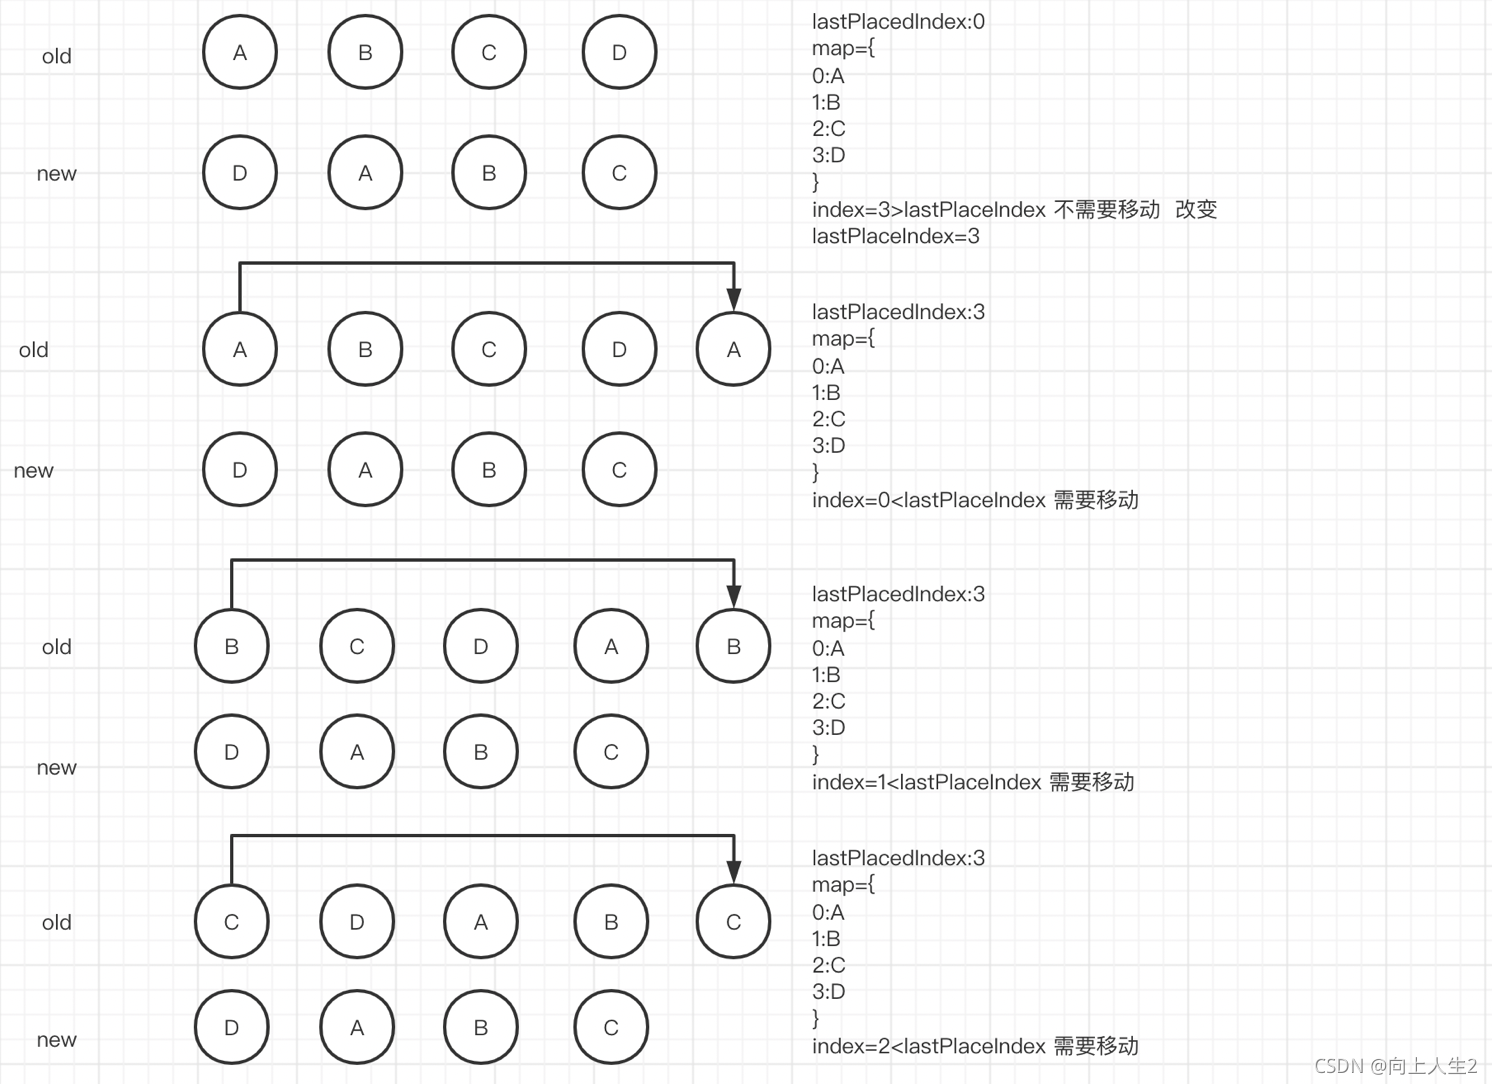 old A B C D
new D A B C
lastPlacedIndex:0
map={
0:A
1:B
2:C
3:D
}
index=3>lastPlaceIndex 不需要移动 改变
lastPlaceIndex=3
old A B C D A
new D A B C
lastPlacedIndex:3
map={
0:A
1:B
2:C
3:D
}
index=0<lastPlaceIndex 需要移动
old B C D A B
new D A B C
lastPlacedIndex:3
map={
0:A
1:B
2:C
3:D
}
index=1<lastPlaceIndex 需要移动
old C D A B C
new D A B C
lastPlacedIndex:3
map={
0:A
1:B
2:C
3:D
}
index=2<lastPlaceIndex 需要移动
CSDN @向上人生2